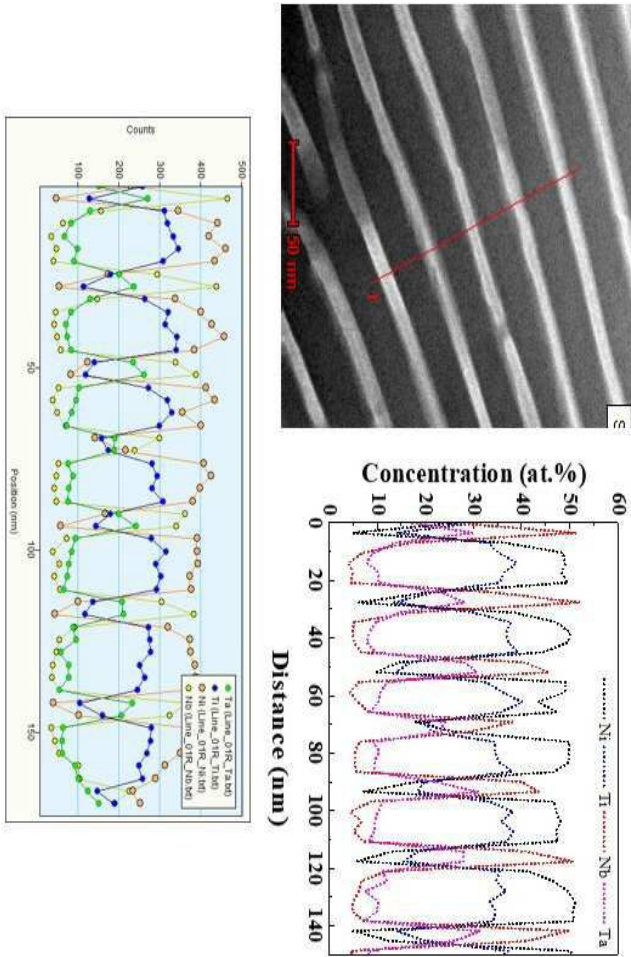 50 nm
Concentration (at.%)
0 10 20 30 40 50 60
0 20 40 60 80 100 120 140
Distance (nm)
Ni
Ti
Nb
Ta
Counts
100 200 300 400 500
50 100 150
Position (nm)
Ta (Line_01R_Ta.txt)
Ti (Line_01R_Ti.txt)
Ni (Line_01R_Ni.txt)
Nb (Line_01R_Nb.txt)